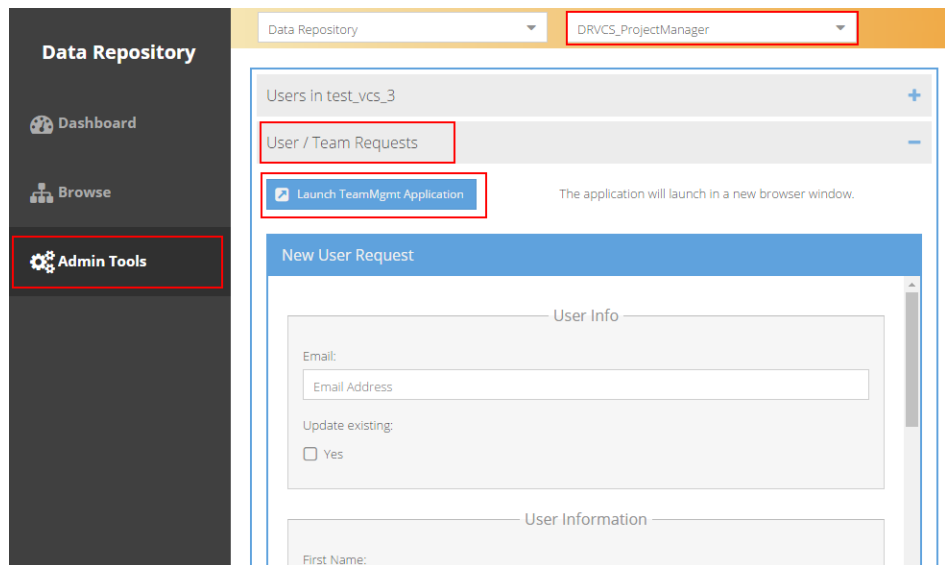 Data Repository
Dashboard
Browse
Admin Tools
Data Repository
DRVCS_ProjectManager
Users in test_vcs_3
User / Team Requests
Launch TeamMgmt Application
The application will launch in a new browser window.
New User Request
User Info
Email:
Email Address
Update existing:
Yes
User Information
First Name: